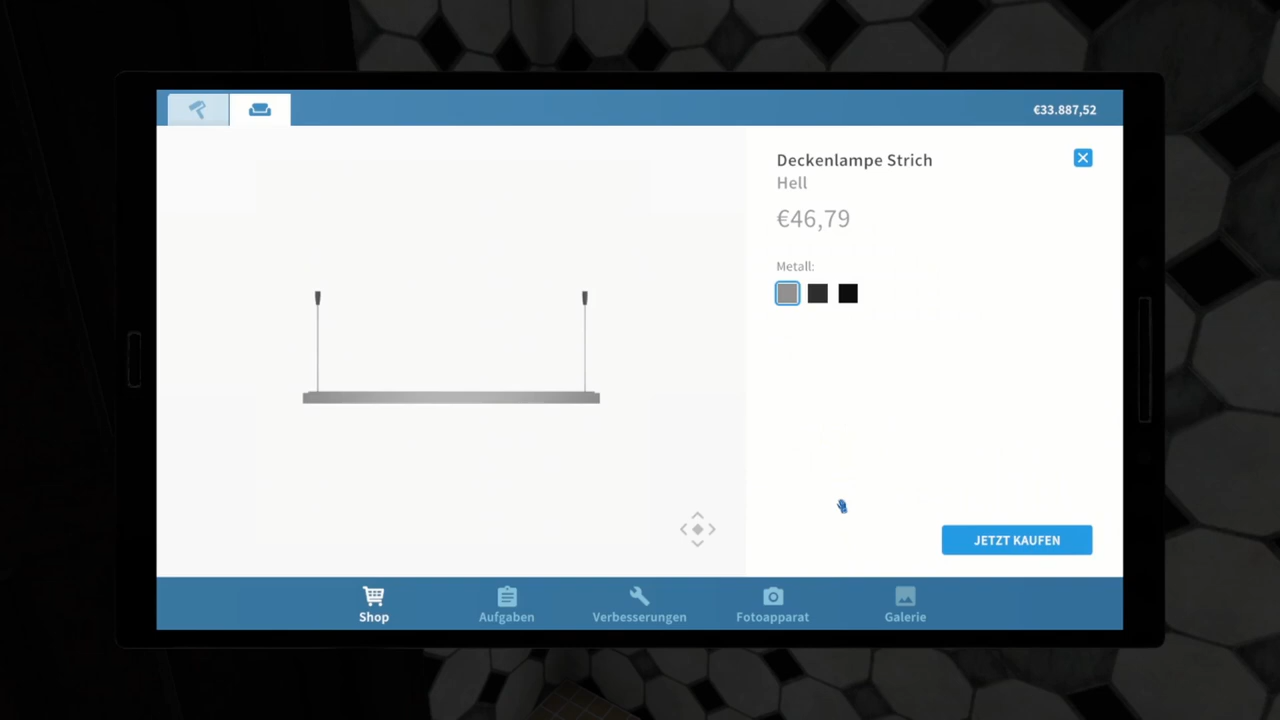 €33.887,52
Deckenlampe Strich
Hell
€46,79
Metall:
JETZT KAUFEN
Shop
Aufgaben
Verbesserungen
Fotoapparat
Galerie